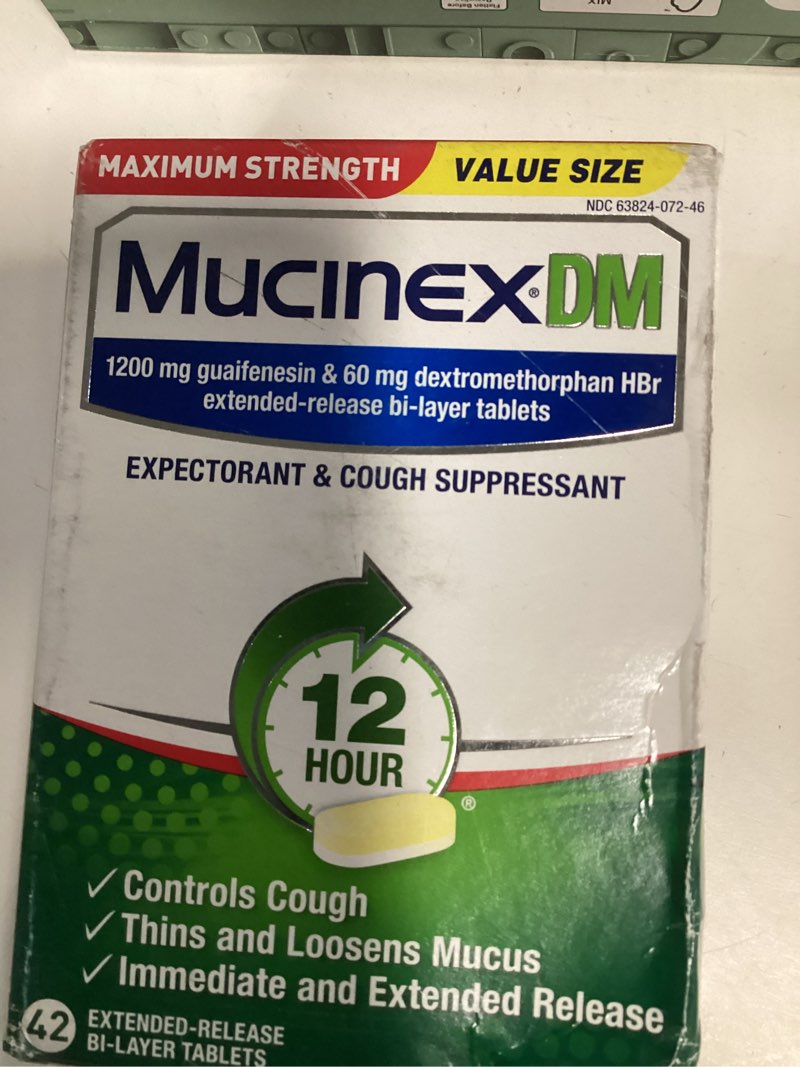 MAXIMUM STRENGTH
VALUE SIZE
NDC 63824-072-46
MUCINEX® DM
1200 mg guaifenesin & 60 mg dextromethorphan HBr
extended-release bi-layer tablets
EXPECTORANT & COUGH SUPPRESSANT
12
HOUR
®
✓ Controls Cough
✓ Thins and Loosens Mucus
✓ Immediate and Extended Release
42
EXTENDED-RELEASE
BI-LAYER TABLETS